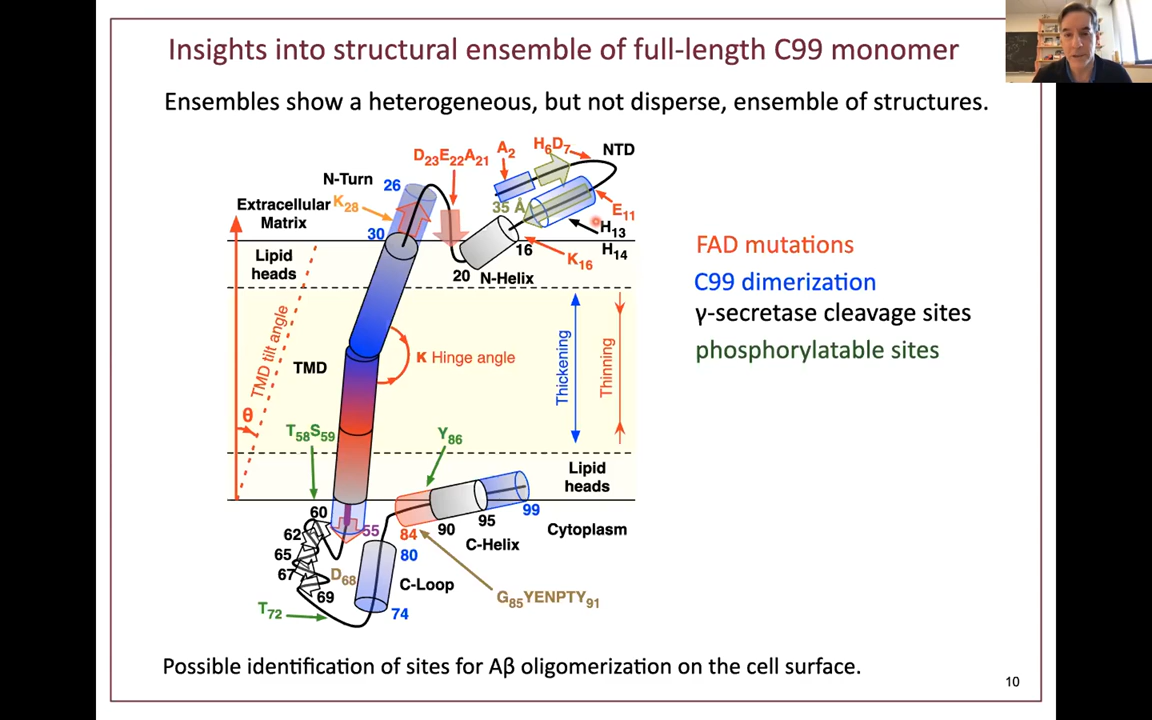 Insights into structural ensemble of full-length C99 monomer
Ensembles show a heterogeneous, but not disperse, ensemble of structures.
D23E22A21
A2
H6D7
NTD
N-Turn
26
Extracellular
Matrix
K28
35 Å
E11
30
H13
H14
16
K16
Lipid
heads
20
N-Helix
FAD mutations
C99 dimerization
γ-secretase cleavage sites
phosphorylatable sites
TMD tilt angle
TMD
K Hinge angle
Thickening
Thinning
θ
T58S59
Y86
Lipid
heads
60
55
84
90
95
99
Cytoplasm
62
65
67
69
D68
80
C-Helix
C-Loop
G85YENPTY91
T72
74
Possible identification of sites for Aβ oligomerization on the cell surface.
10